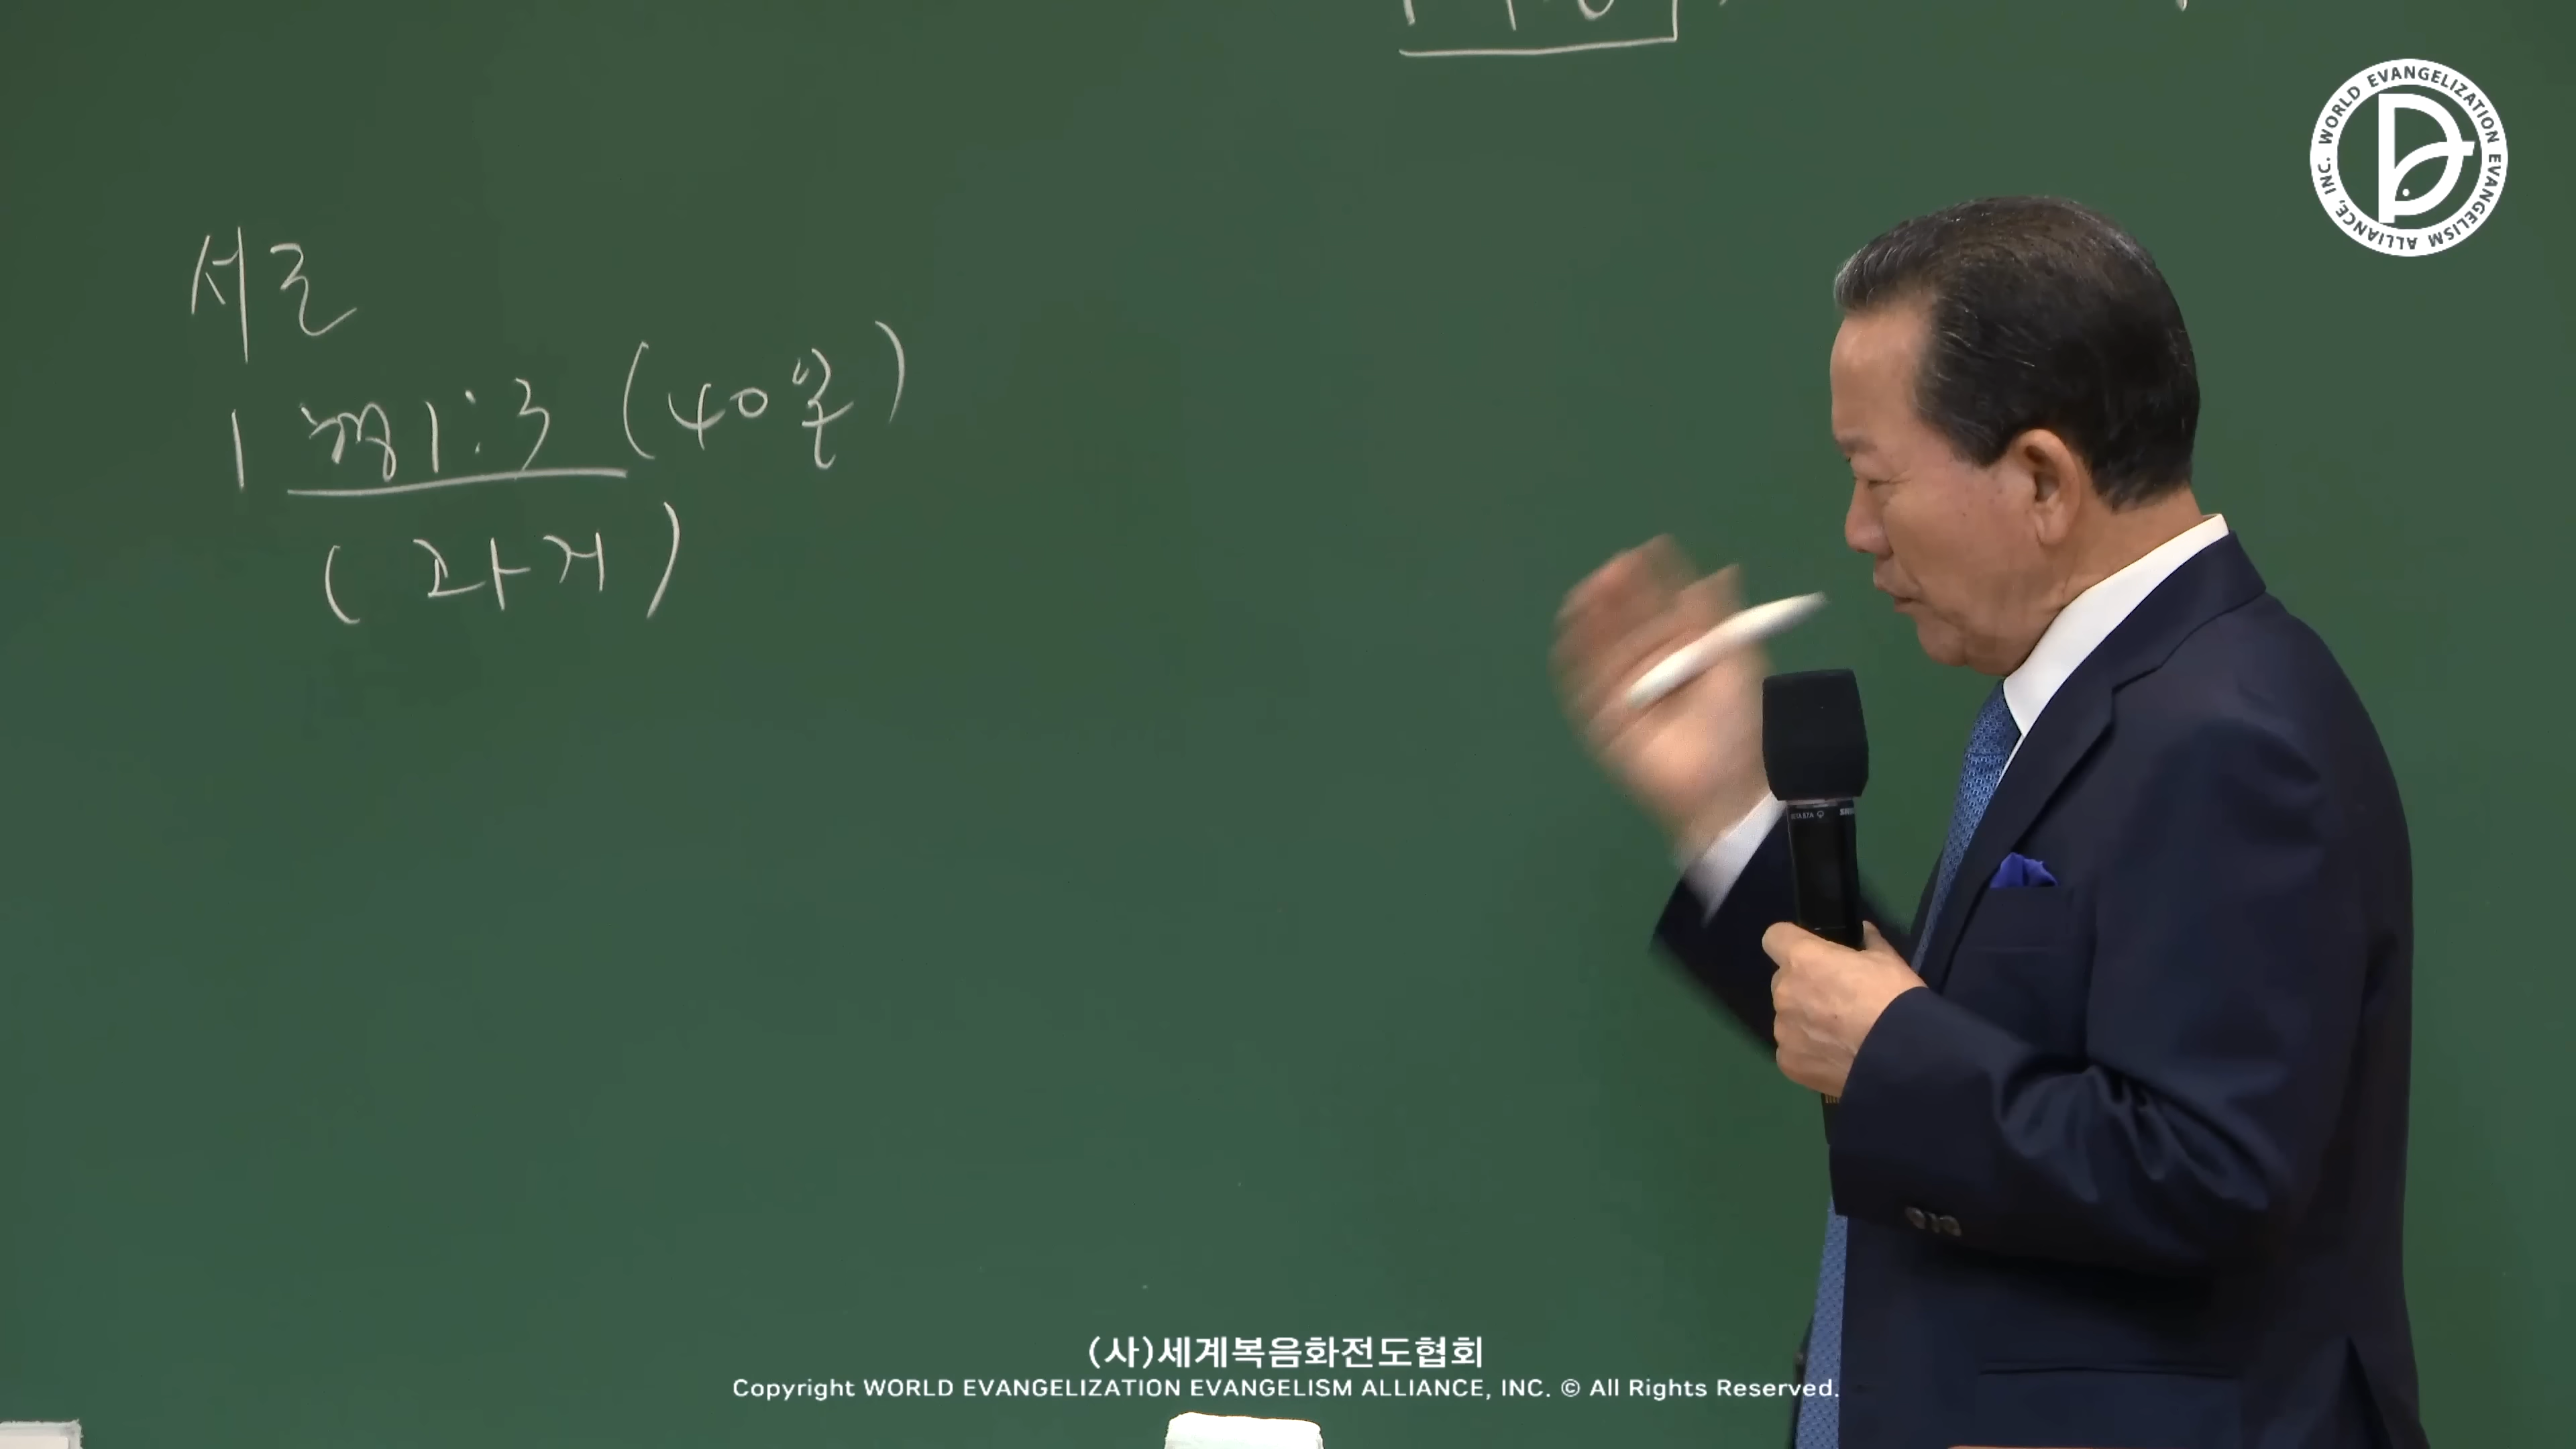 서론
1 행1:3 (40일)
(과거)
WORLD EVANGELIZATION EVANGELISM ALLIANCE, INC.
(사)세계복음화전도협회
Copyright WORLD EVANGELIZATION EVANGELISM ALLIANCE, INC. © All Rights Reserved.